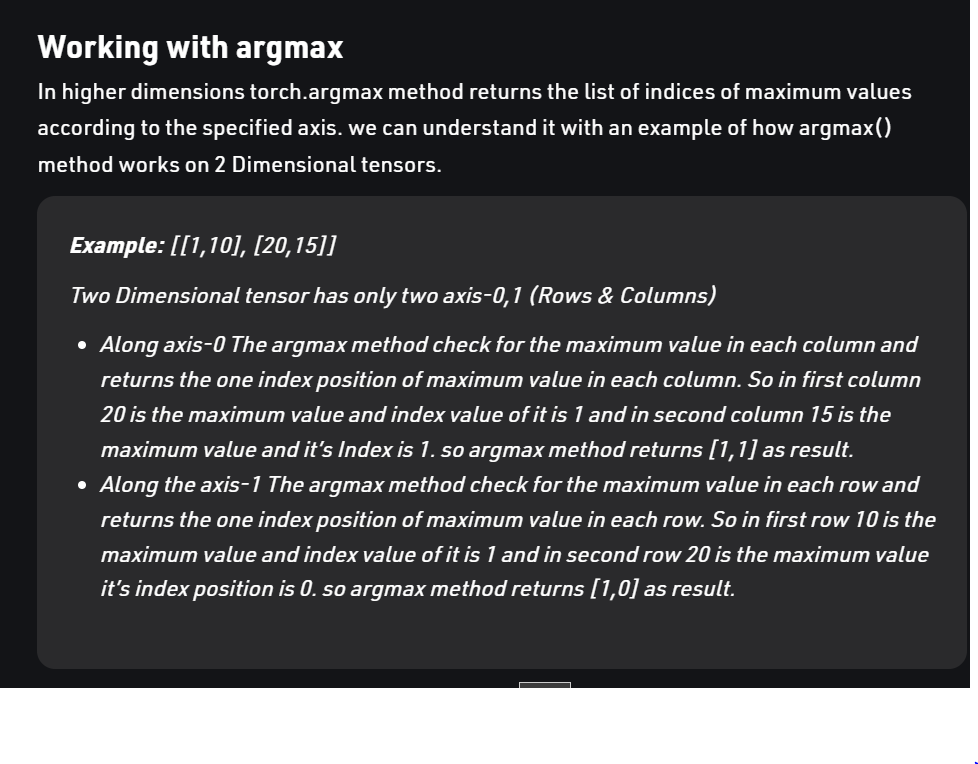 Working with argmax
In higher dimensions torch.argmax method returns the list of indices of maximum values
according to the specified axis. we can understand it with an example of how argmax()
method works on 2 Dimensional tensors.
Example: [[1,10], [20,15]]
Two Dimensional tensor has only two axis-0,1 (Rows & Columns)
• Along axis-0 The argmax method check for the maximum value in each column and
returns the one index position of maximum value in each column. So in first column
20 is the maximum value and index value of it is 1 and in second column 15 is the
maximum value and it's Index is 1. so argmax method returns [1,1] as result.
• Along the axis-1 The argmax method check for the maximum value in each row and
returns the one index position of maximum value in each row. So in first row 10 is the
maximum value and index value of it is 1 and in second row 20 is the maximum value
it's index position is 0. so argmax method returns [1,0] as result.